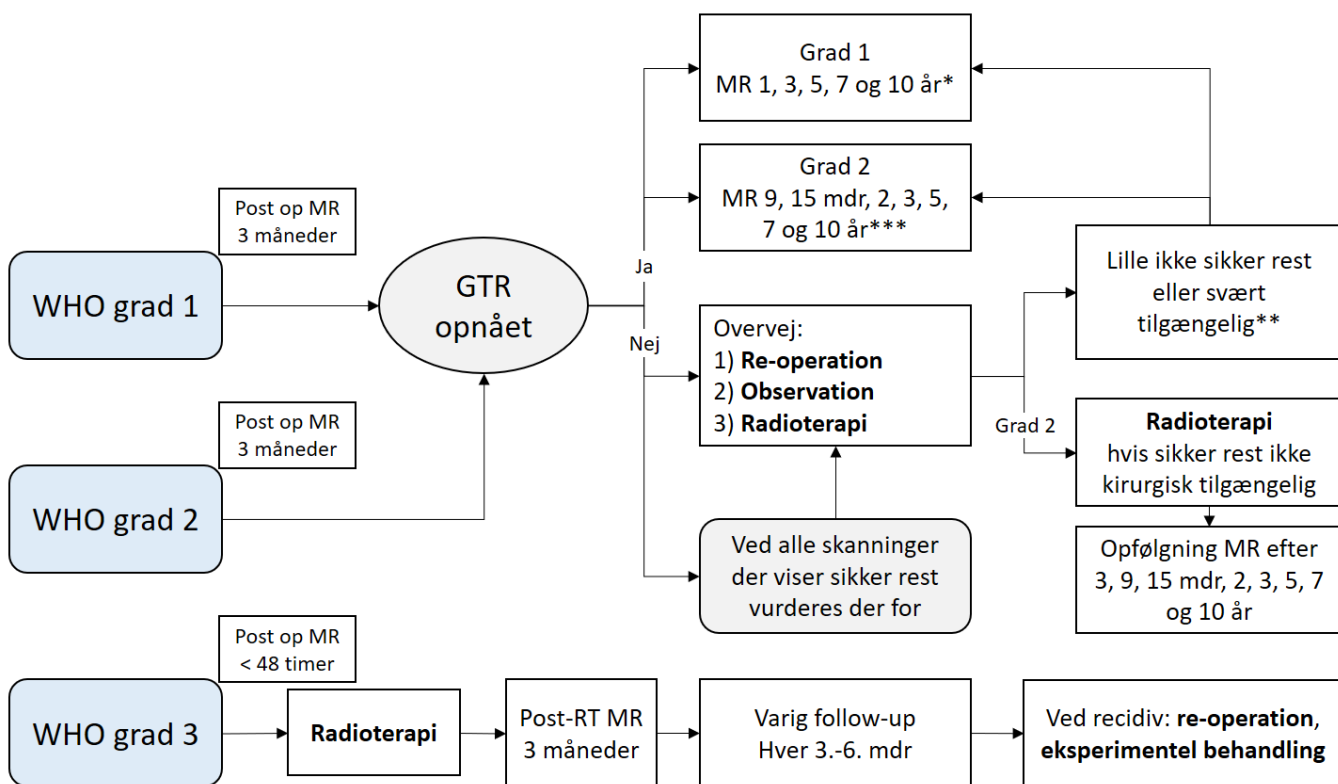 Grad 1
MR 1, 3, 5, 7 og 10 år*
Grad 2
MR 9, 15 mdr, 2, 3, 5,
7 og 10 år***
Post op MR
3 måneder
WHO grad 1
GTR
opnået
Ja
Nej
Overvej:
1) Re-operation
2) Observation
3) Radioterapi
Lille ikke sikker rest
eller svært
tilgængelig**
Grad 2
Radioterapi
hvis sikker rest ikke
kirurgisk tilgængelig
Post op MR
3 måneder
WHO grad 2
Ved alle skanninger
der viser sikker rest
vurderes der for
Opfølgning MR efter
3, 9, 15 mdr, 2, 3, 5, 7
og 10 år
Post op MR
< 48 timer
WHO grad 3
Radioterapi
Post-RT MR
3 måneder
Varig follow-up
Hver 3.-6. mdr
Ved recidiv: re-operation,
eksperimentel behandling